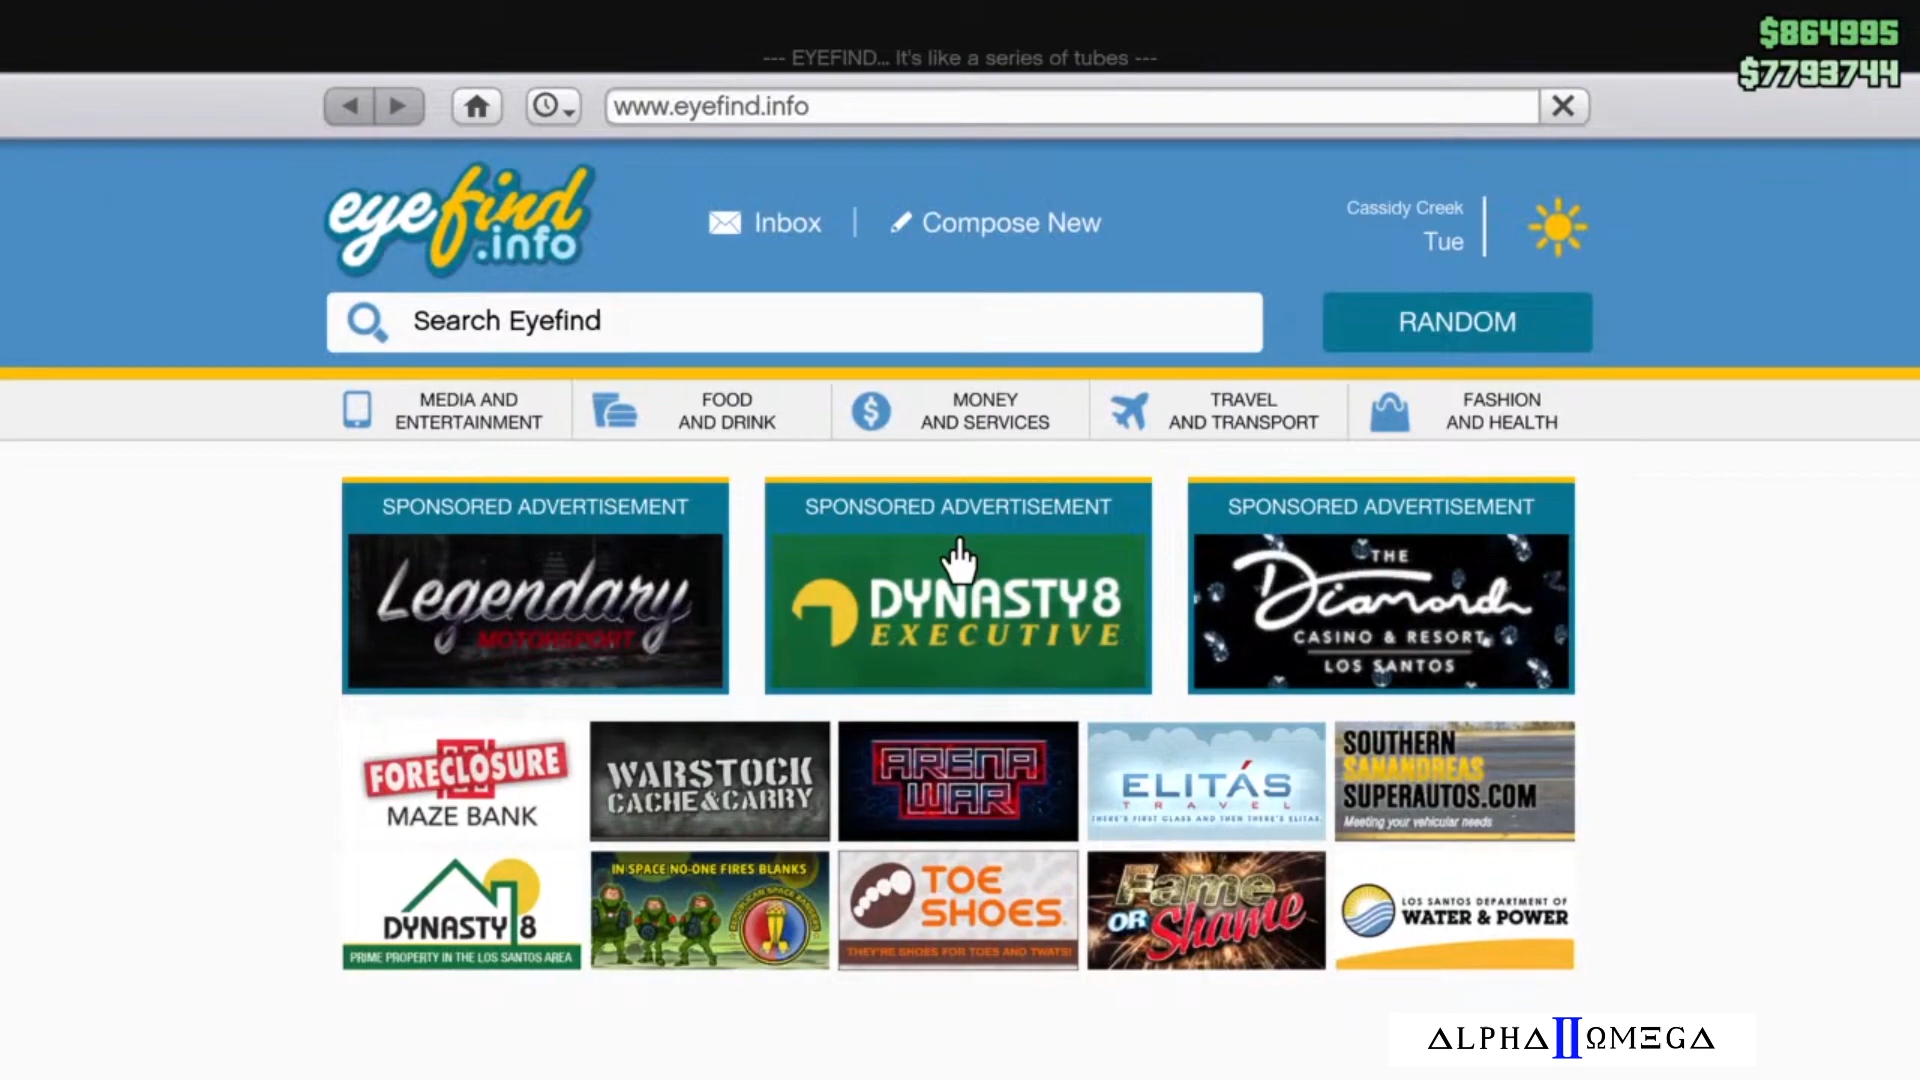 $864995
--- EYEFIND... It's like a series of tubes ---
$7793744
www.eyefind.info
eyefind
.info
Inbox
Compose New
Cassidy Creek
Tue
Search Eyefind
RANDOM
MEDIA AND
ENTERTAINMENT
FOOD
AND DRINK
MONEY
AND SERVICES
TRAVEL
AND TRANSPORT
FASHION
AND HEALTH
SPONSORED ADVERTISEMENT
Legendary
MOTORSPORT
SPONSORED ADVERTISEMENT
DYNASTY8
EXECUTIVE
SPONSORED ADVERTISEMENT
THE
Diamond
CASINO & RESORT
LOS SANTOS
FORECLOSURE
MAZE BANK
WARSTOCK
CACHE&CARRY
ARENA
WAR
ELITÁS
TRAVEL
THERE'S FIRST CLASS AND THEN THERE'S ELITAS.
SOUTHERN
SANANDREAS
SUPERAUTOS.COM
Meeting your vehicular needs
DYNASTY 8
PRIME PROPERTY IN THE LOS SANTOS AREA
IN SPACE NO-ONE FIRES BLANKS
REPUBLICAN SPACE RANGERS
TOE
SHOES
THEY'RE SHOES FOR TOES AND TWATS!
Fame
OR Shame
LOS SANTOS DEPARTMENT OF
WATER & POWER
ΔLPHΔ II ΩMΞGΔ